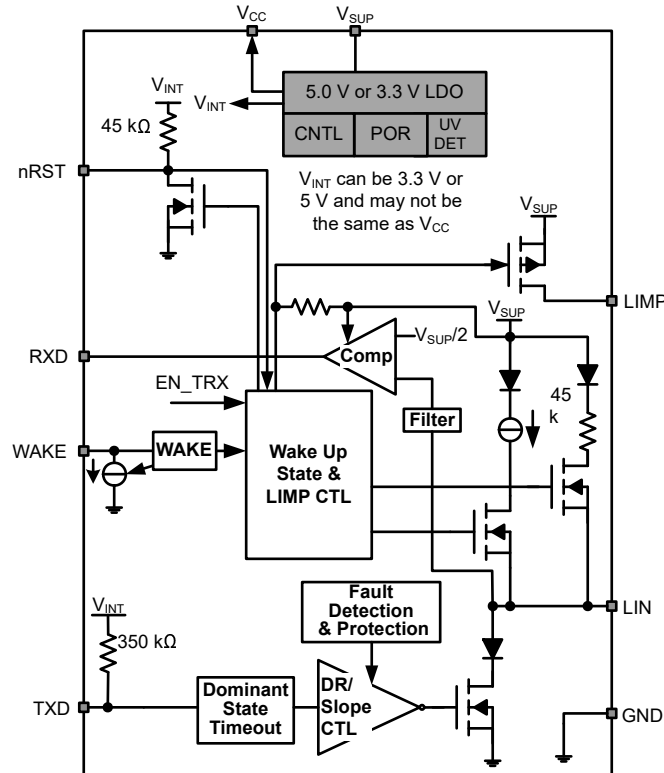 VCC
VSUP
VINT
5.0 V or 3.3 V LDO
VINT
CNTL
POR
UV
DET
45 kΩ
nRST
VINT can be 3.3 V or
5 V and may not be
the same as VCC
VSUP
LIMP
VSUP
RXD
Comp
VSUP/2
EN_TRX
45
k
Filter
WAKE
WAKE
Wake Up
State &
LIMP CTL
VINT
Fault
Detection
& Protection
LIN
350 kΩ
TXD
Dominant
State
Timeout
DR/
Slope
CTL
GND